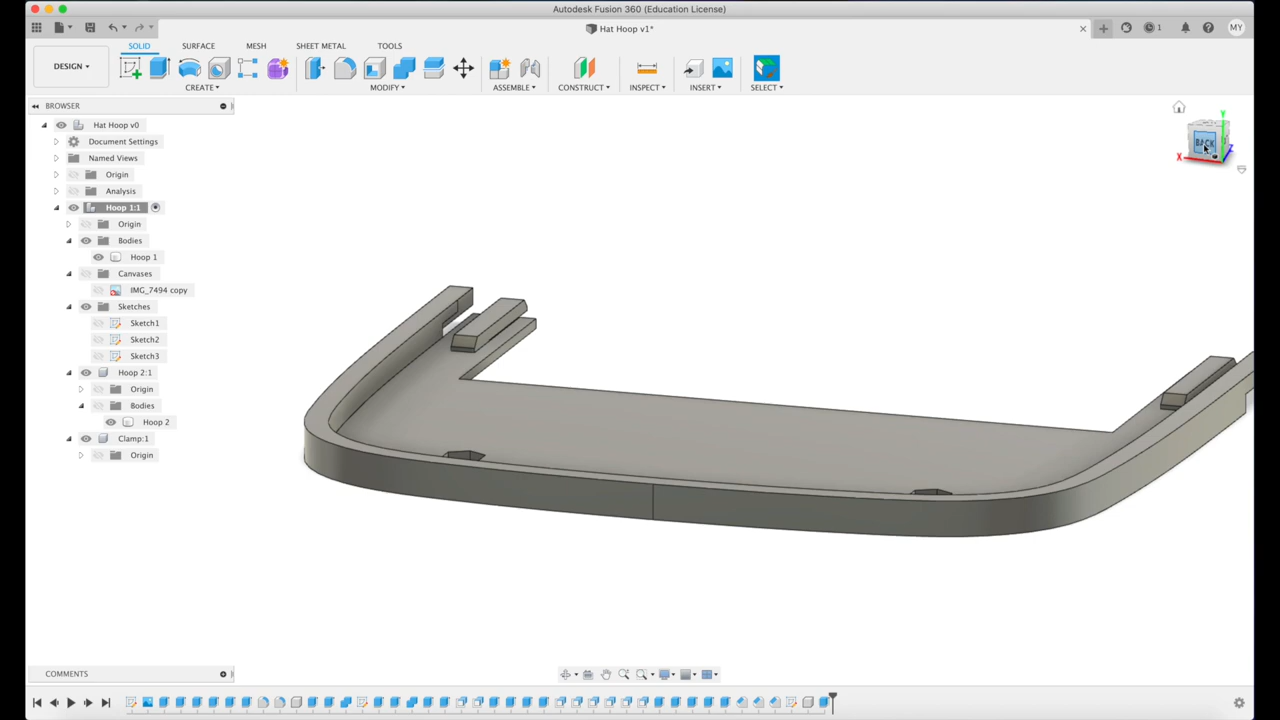 Autodesk Fusion 360 (Education License)
Hat Hoop v1*
1
MY
DESIGN
SOLID
SURFACE
MESH
SHEET METAL
TOOLS
CREATE
MODIFY
ASSEMBLE
CONSTRUCT
INSPECT
INSERT
SELECT
BROWSER
Hat Hoop v0
Document Settings
Named Views
Origin
Analysis
Hoop 1:1
Origin
Bodies
Hoop 1
Canvases
IMG_7494 copy
Sketches
Sketch1
Sketch2
Sketch3
Hoop 2:1
Origin
Bodies
Hoop 2
Clamp:1
Origin
Y
BACK
X
Z
COMMENTS